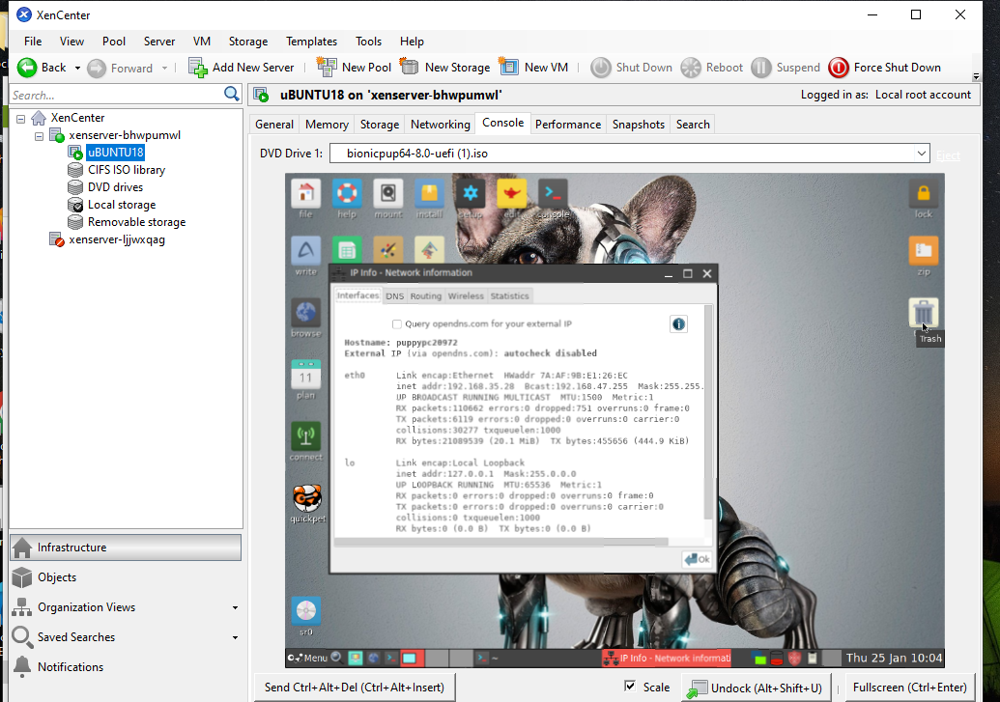 XenCenter
File View Pool Server VM Storage Templates Tools Help
Back Forward Add New Server New Pool New Storage New VM Shut Down Reboot Suspend Force Shut Down
Search...
uBUNTU18 on 'xenserver-bhwpumwl'
Logged in as: Local root account
XenCenter
xenserver-bhwpumwl
uBUNTU18
CIFS ISO library
DVD drives
Local storage
Removable storage
xenserver-ljjwxqag
General Memory Storage Networking Console Performance Snapshots Search
DVD Drive 1: bionicpup64-8.0-uefi (1).iso Eject
file help mount install setup edit console lock
write zip
browse
Trash
plan
connect
quickpet
sr0
IP Info - Network information
Interfaces DNS Routing Wireless Statistics
Query opendns.com for your external IP
Hostname: puppypc20972
External IP (via opendns.com): autocheck disabled
eth0 Link encap:Ethernet HWaddr 7A:AF:9B:E1:26:EC
inet addr:192.168.35.28 Bcast:192.168.47.255 Mask:255.255.
UP BROADCAST RUNNING MULTICAST MTU:1500 Metric:1
RX packets:110662 errors:0 dropped:751 overruns:0 frame:0
TX packets:6119 errors:0 dropped:0 overruns:0 carrier:0
collisions:30277 txqueuelen:1000
RX bytes:21089539 (20.1 MiB) TX bytes:455656 (444.9 KiB)
lo Link encap:Local Loopback
inet addr:127.0.0.1 Mask:255.0.0.0
UP LOOPBACK RUNNING MTU:65536 Metric:1
RX packets:0 errors:0 dropped:0 overruns:0 frame:0
TX packets:0 errors:0 dropped:0 overruns:0 carrier:0
collisions:0 txqueuelen:1000
RX bytes:0 (0.0 B) TX bytes:0 (0.0 B)
Ok
Menu ~ IP Info - Network informati Thu 25 Jan 10:04
Infrastructure
Objects
Organization Views
Saved Searches
Notifications
Send Ctrl+Alt+Del (Ctrl+Alt+Insert) Scale Undock (Alt+Shift+U) Fullscreen (Ctrl+Enter)